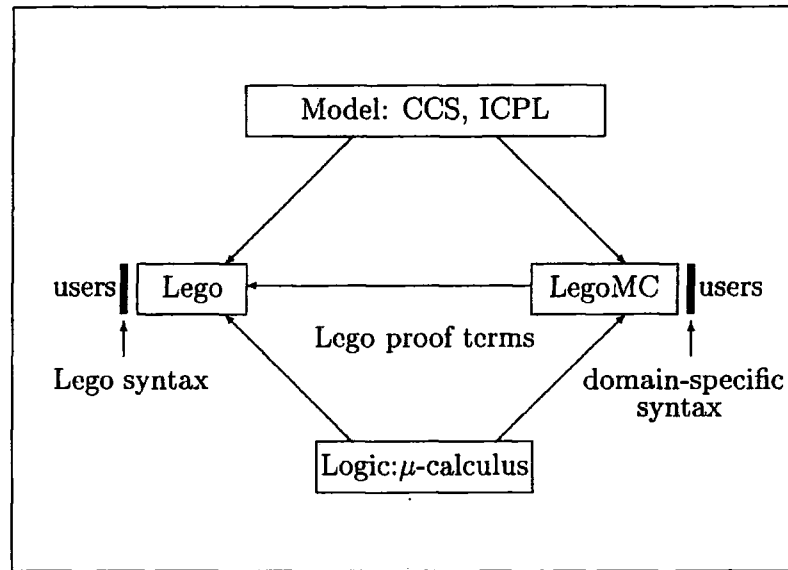 Model: CCS, ICPL
users Lego LegoMC users
Lego proof terms
Lego syntax
domain-specific
syntax
Logic:μ-calculus